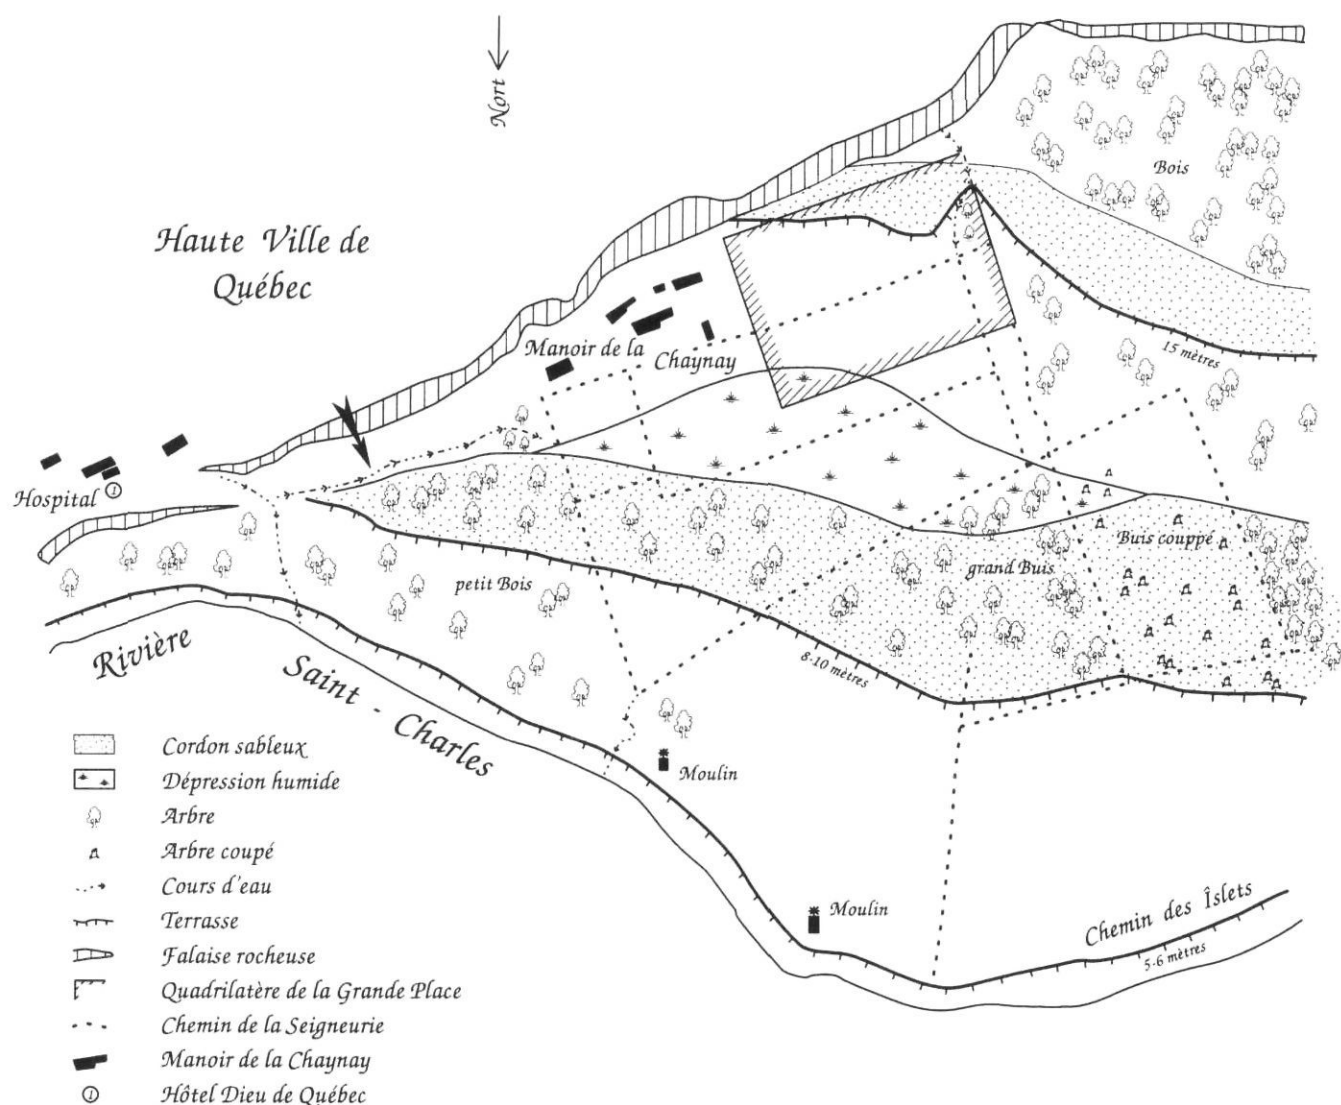 Nort
Haute Ville de
Québec
Bois
15 mètres
Manoir de la
Chaynay
Hospital 1
petit Bois
grand Buis
Buis couppé
8-10 mètres
Rivière
Saint - Charles
Moulin
Moulin
Chemin des Îslets
5-6 mètres
Cordon sableux
Dépression humide
Arbre
Arbre coupé
Cours d'eau
Terrasse
Falaise rocheuse
Quadrilatère de la Grande Place
Chemin de la Seigneurie
Manoir de la Chaynay
1 Hôtel Dieu de Québec